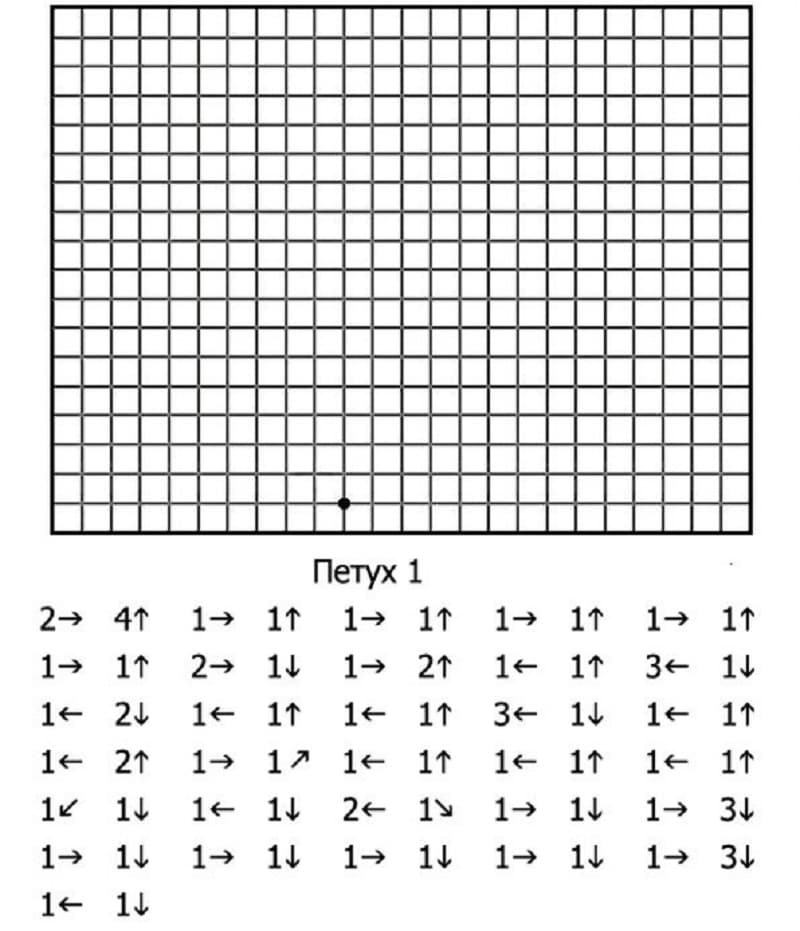 Петух 1
2→ 4↑ 1→ 1↑ 1→ 1↑ 1→ 1↑ 1→ 1↑
1→ 1↑ 2→ 1↓ 1→ 2↑ 1← 1↑ 3← 1↓
1← 2↓ 1← 1↑ 1← 1↑ 3← 1↓ 1← 1↑
1← 2↑ 1→ 1↗ 1← 1↑ 1← 1↑ 1← 1↑
1↙ 1↓ 1← 1↓ 2← 1↘ 1→ 1↓ 1→ 3↓
1→ 1↓ 1→ 1↓ 1→ 1↓ 1→ 1↓ 1→ 3↓
1← 1↓